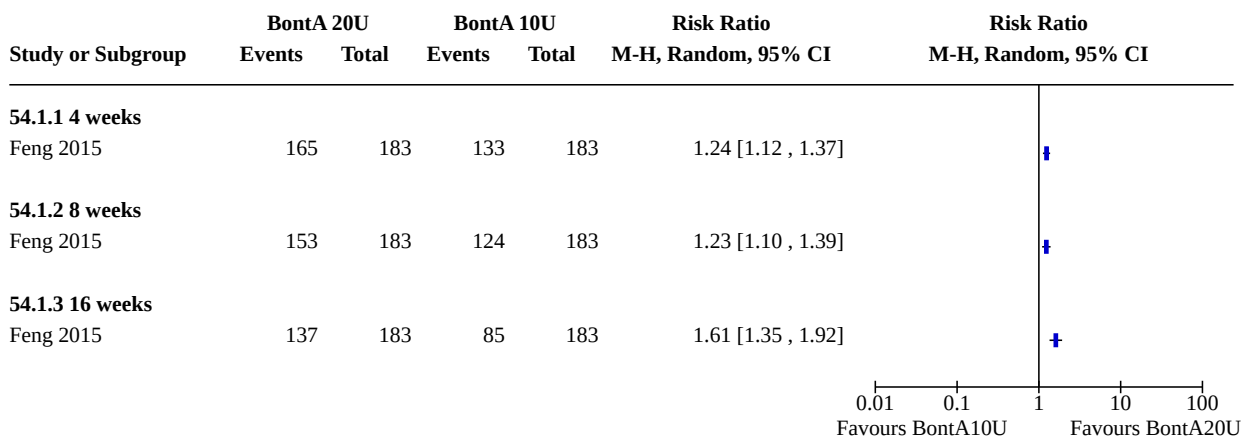 BontA 20U BontA 10U Risk Ratio Risk Ratio
Study or Subgroup Events Total Events Total M-H, Random, 95% CI M-H, Random, 95% CI
54.1.1 4 weeks
Feng 2015 165 183 133 183 1.24 [1.12 , 1.37]
54.1.2 8 weeks
Feng 2015 153 183 124 183 1.23 [1.10 , 1.39]
54.1.3 16 weeks
Feng 2015 137 183 85 183 1.61 [1.35 , 1.92]
0.01 0.1 1 10 100
Favours BontA10U Favours BontA20U